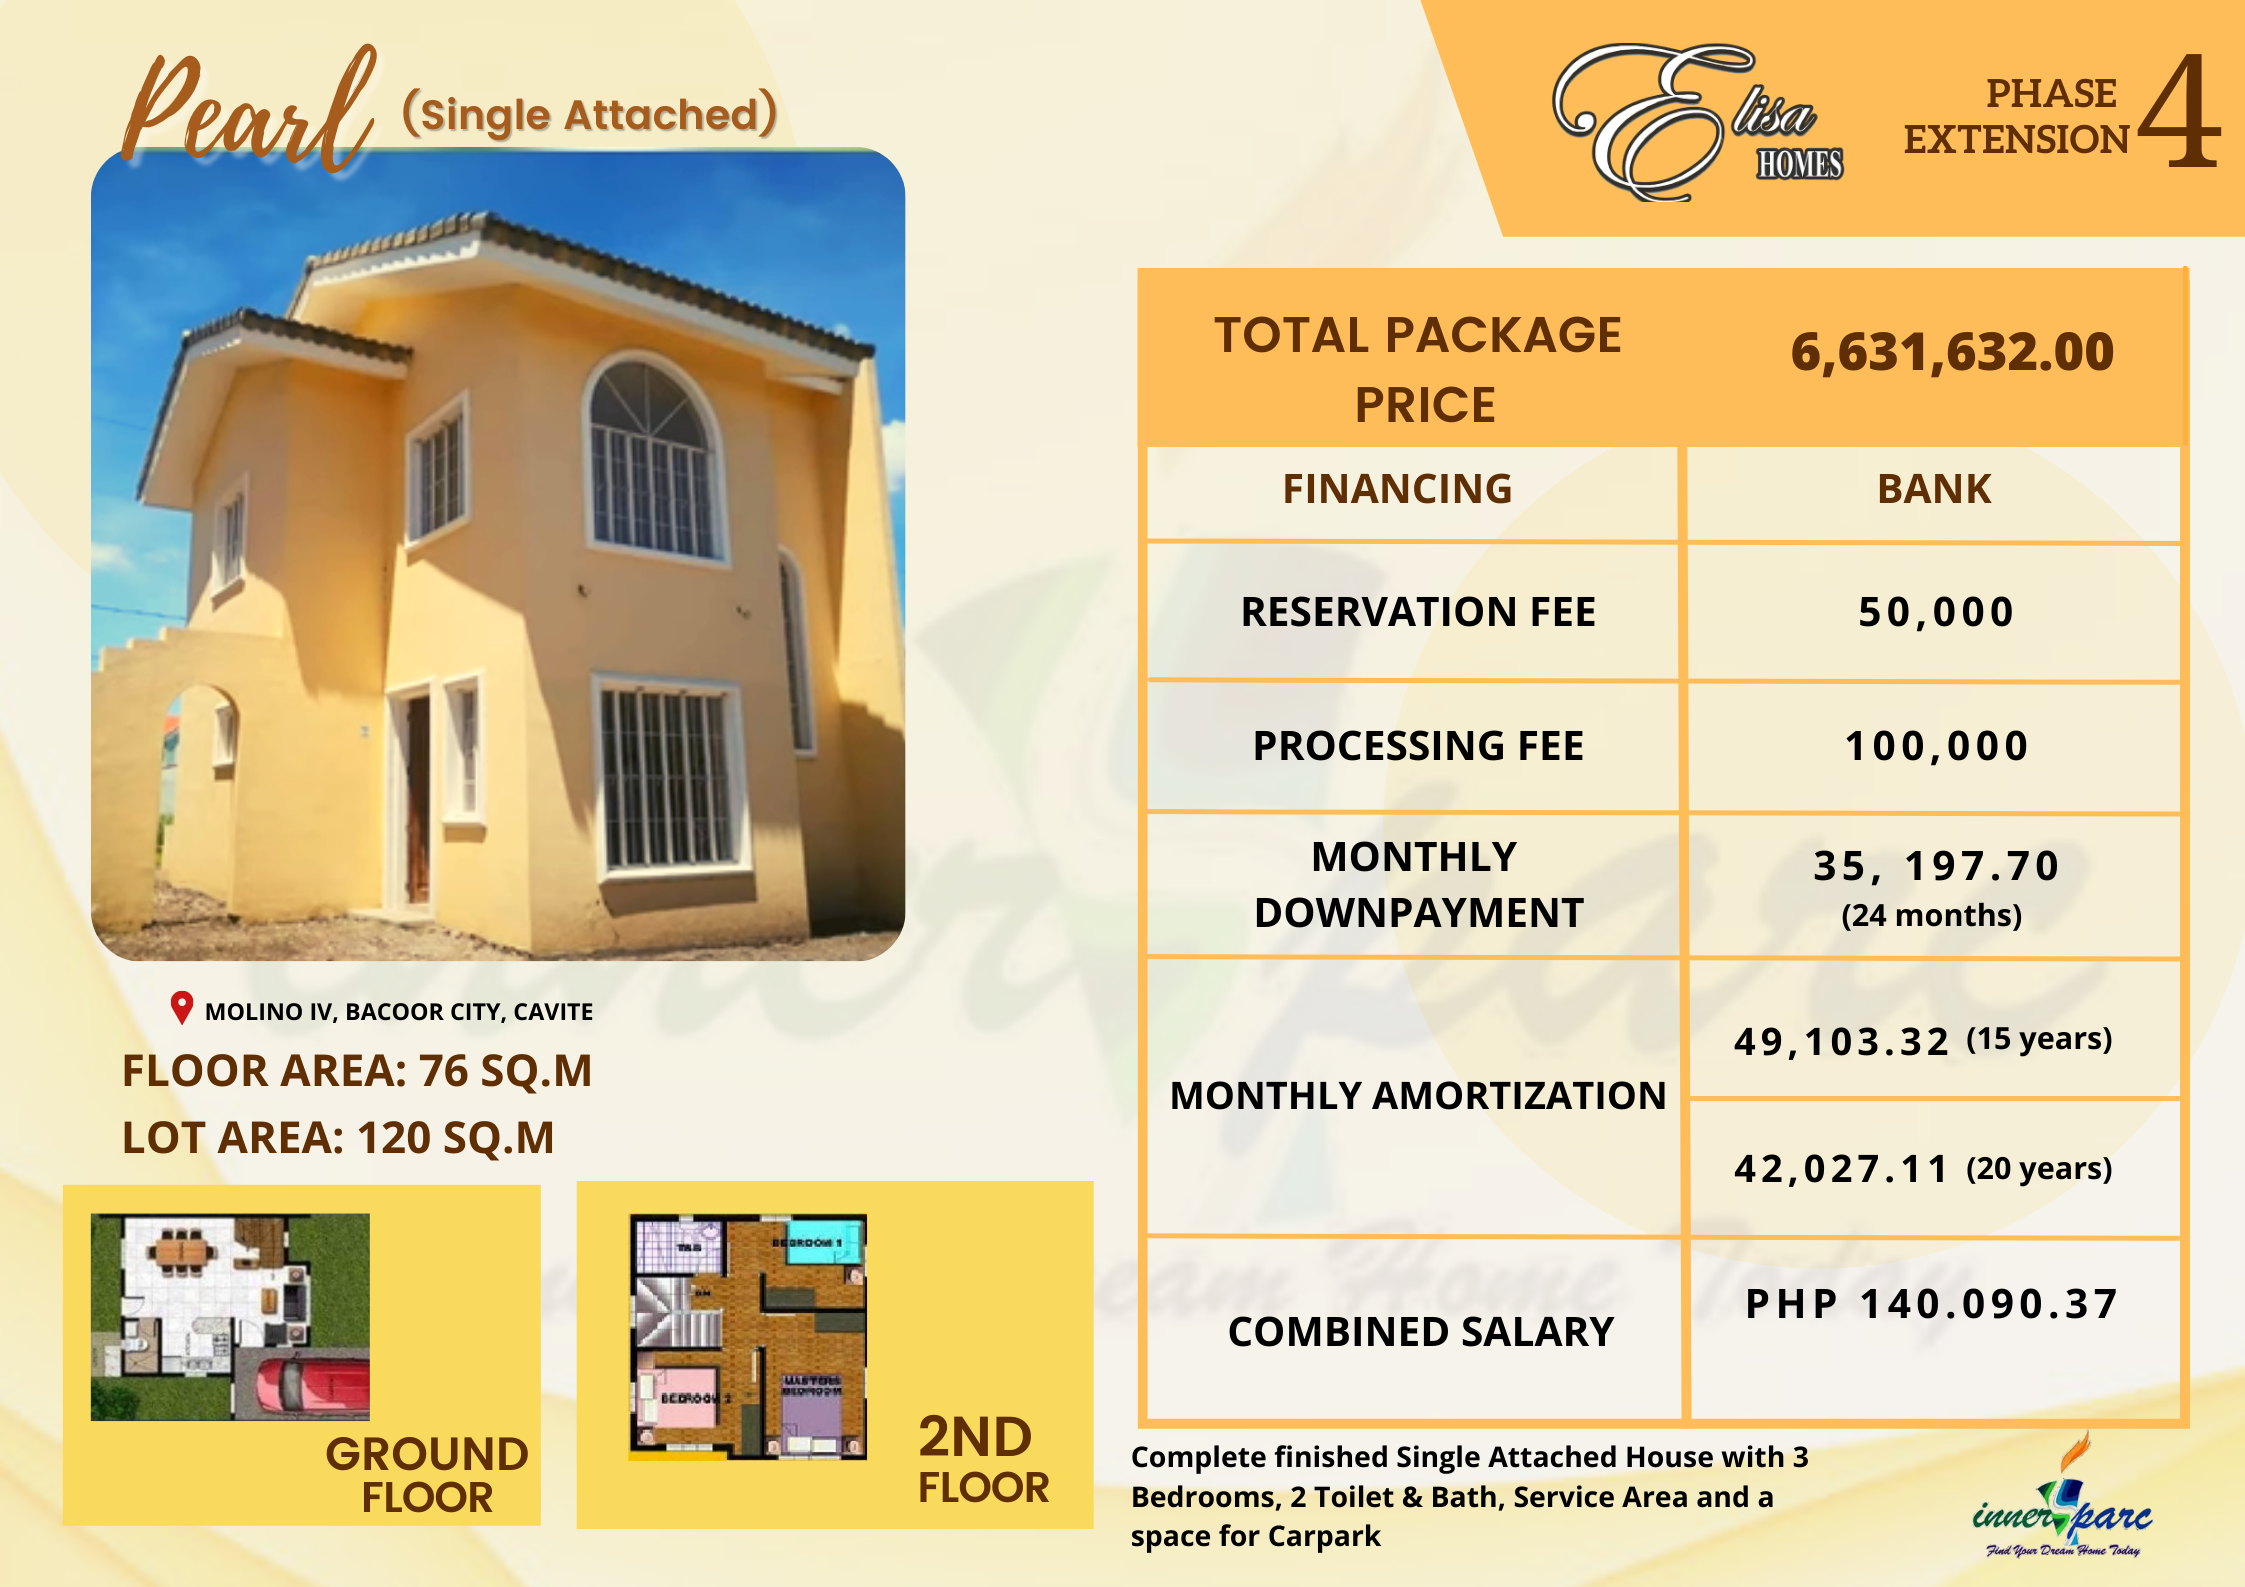 Pearl (Single Attached)
Elisa
HOMES
PHASE
EXTENSION 4
TOTAL PACKAGE
PRICE
6,631,632.00
FINANCING
BANK
RESERVATION FEE
50,000
PROCESSING FEE
100,000
MONTHLY
DOWNPAYMENT
35, 197.70
(24 months)
MONTHLY AMORTIZATION
49,103.32 (15 years)
42,027.11 (20 years)
COMBINED SALARY
PHP 140.090.37
MOLINO IV, BACOOR CITY, CAVITE
FLOOR AREA: 76 SQ.M
LOT AREA: 120 SQ.M
GROUND
FLOOR
T&B
BEDROOM 1
DN
BEDROOM 2
MASTERS
BEDROOM
2ND
FLOOR
Complete finished Single Attached House with 3
Bedrooms, 2 Toilet & Bath, Service Area and a
space for Carpark
inner parc
Find Your Dream Home Today